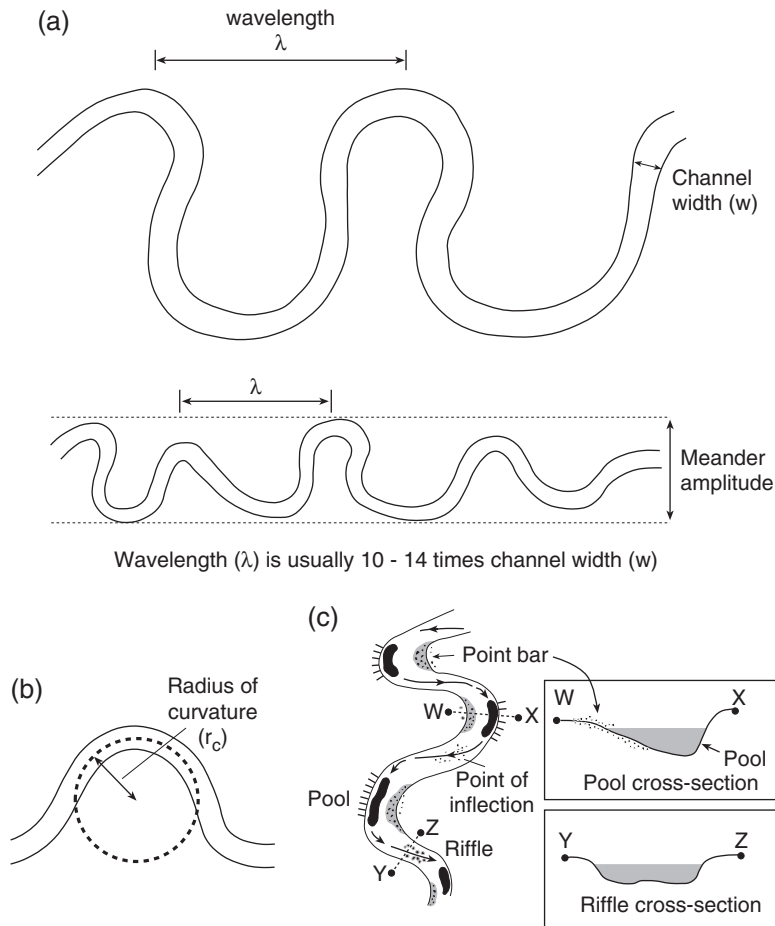 (a)
wavelength
λ
Channel
width (w)
λ
Meander
amplitude
Wavelength (λ) is usually 10 - 14 times channel width (w)
(b)
Radius of
curvature
(r_c)
(c)
Point bar
W
X
Point of
inflection
Pool
Z
Riffle
Y
W
X
Pool
Pool cross-section
Y
Z
Riffle cross-section